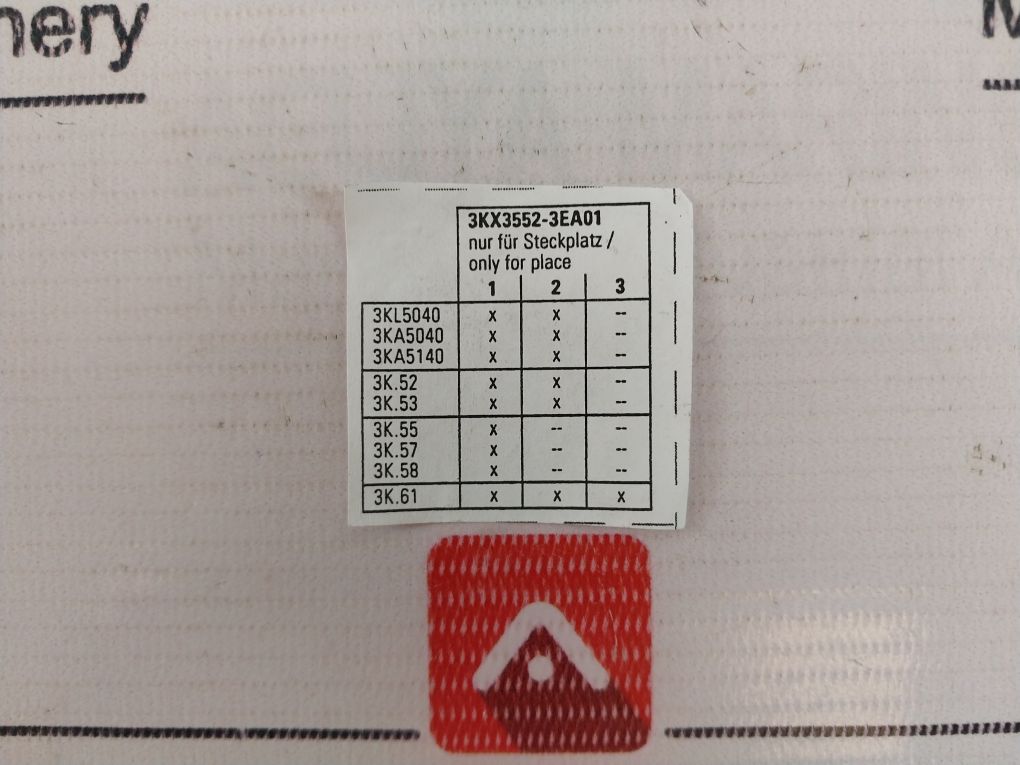 3KX3552-3EA01
nur für Steckplatz /
only for place
1 2 3
3KL5040 x x --
3KA5040 x x --
3KA5140 x x --
3K.52 x x --
3K.53 x x --
3K.55 x -- --
3K.57 x -- --
3K.58 x -- --
3K.61 x x x